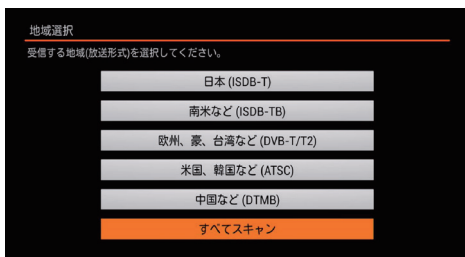 地域選択
受信する地域(放送形式)を選択してください。
日本 (ISDB-T)
南米など (ISDB-TB)
欧州、豪、台湾など (DVB-T/T2)
米国、韓国など (ATSC)
中国など (DTMB)
すべてスキャン